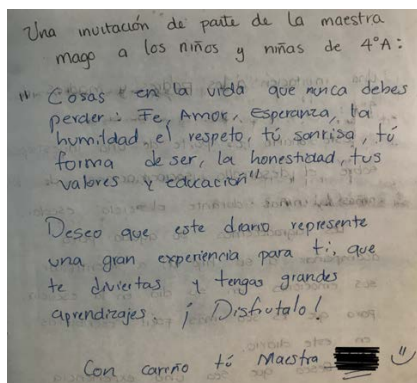 Una invitación de parte de la maestra
mago a los niños y niñas de 4°A:
" Cosas en la vida que nunca debes
perder: Fe, Amor, Esperanza, la
humildad, el respeto, tú sonrisa, tú
forma de ser, la honestidad, tus
valores y educación"
Deseo que este diario represente
una gran experiencia para ti, que
te diviertas y tengas grandes
aprendizajes. ¡ Disfrutalo!
Con cariño tú Maestra